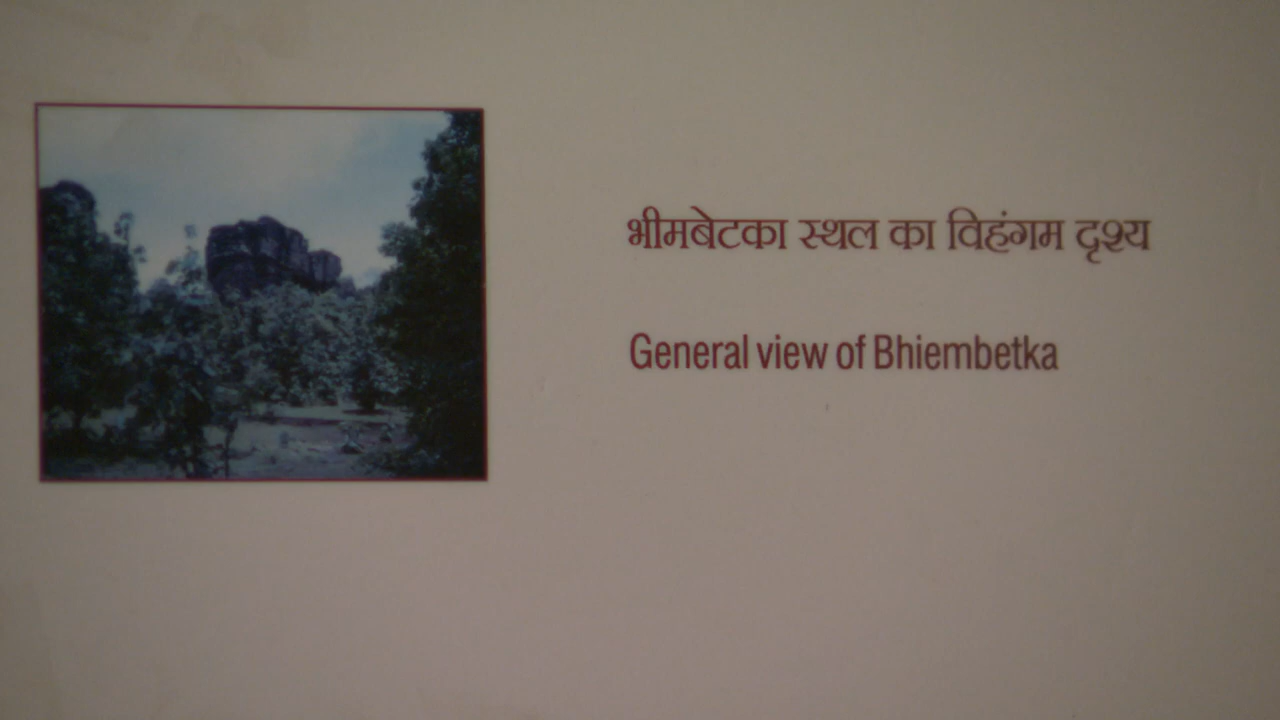 भीमबेटका स्थल का विहंगम दृश्य
General view of Bhiembetka